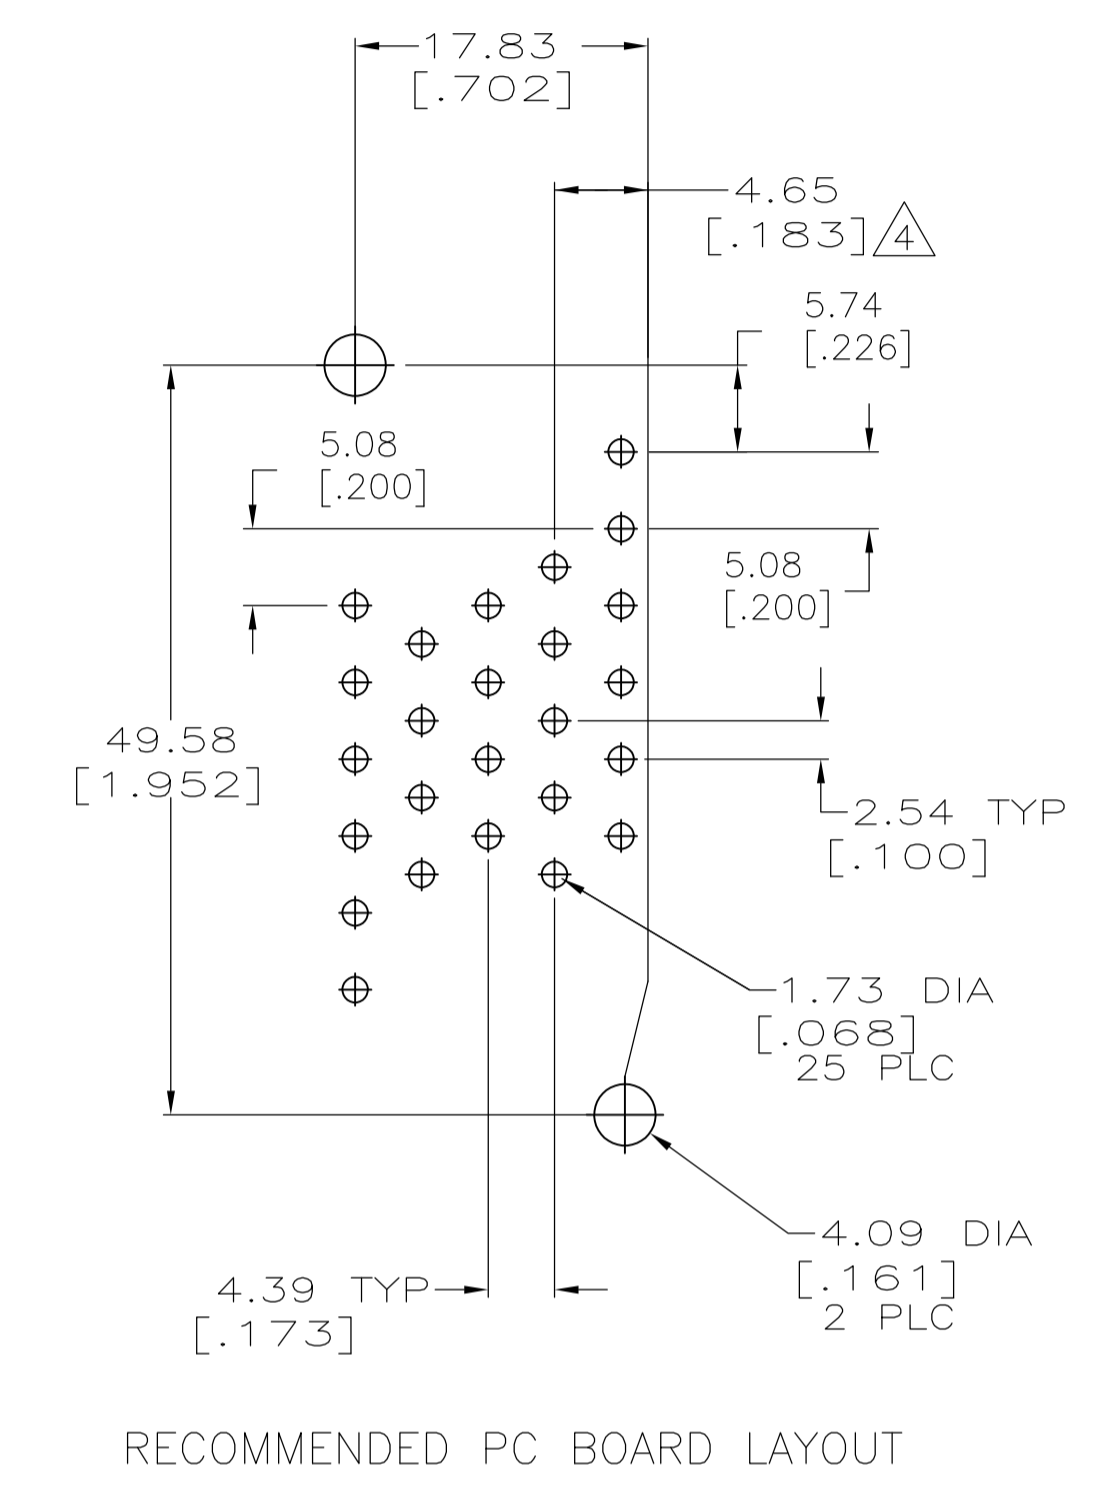 17.83
[.702]
4.65
[.183] 4
5.74
[.226]
5.08
[.200]
5.08
[.200]
49.58
[1.952]
2.54 TYP
[.100]
1.73 DIA
[.068]
25 PLC
4.09 DIA
[.161]
2 PLC
4.39 TYP
[.173]
RECOMMENDED PC BOARD LAYOUT